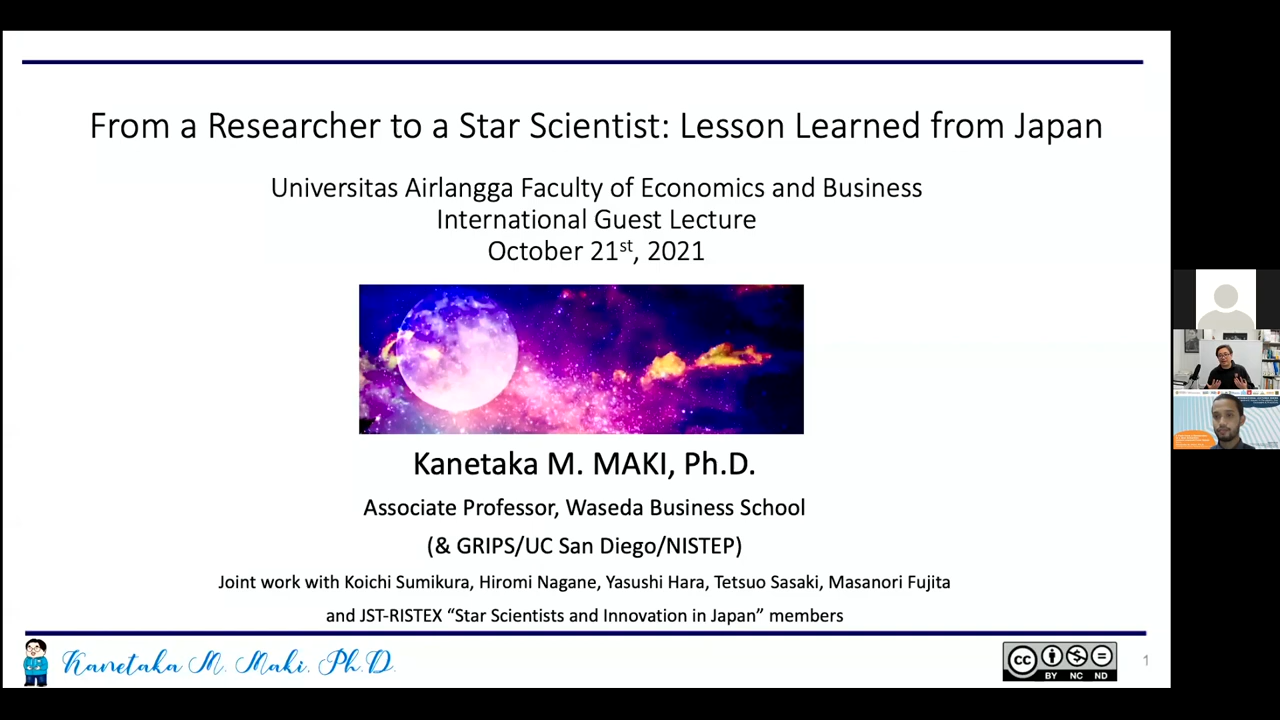 From a Researcher to a Star Scientist: Lesson Learned from Japan
Universitas Airlangga Faculty of Economics and Business
International Guest Lecture
October 21st, 2021
Kanetaka M. MAKI, Ph.D.
Associate Professor, Waseda Business School
(& GRIPS/UC San Diego/NISTEP)
Joint work with Koichi Sumikura, Hiromi Nagane, Yasushi Hara, Tetsuo Sasaki, Masanori Fujita
and JST-RISTEX “Star Scientists and Innovation in Japan” members
Kanetaka M. Maki, Ph.D.
cc BY NC ND
1